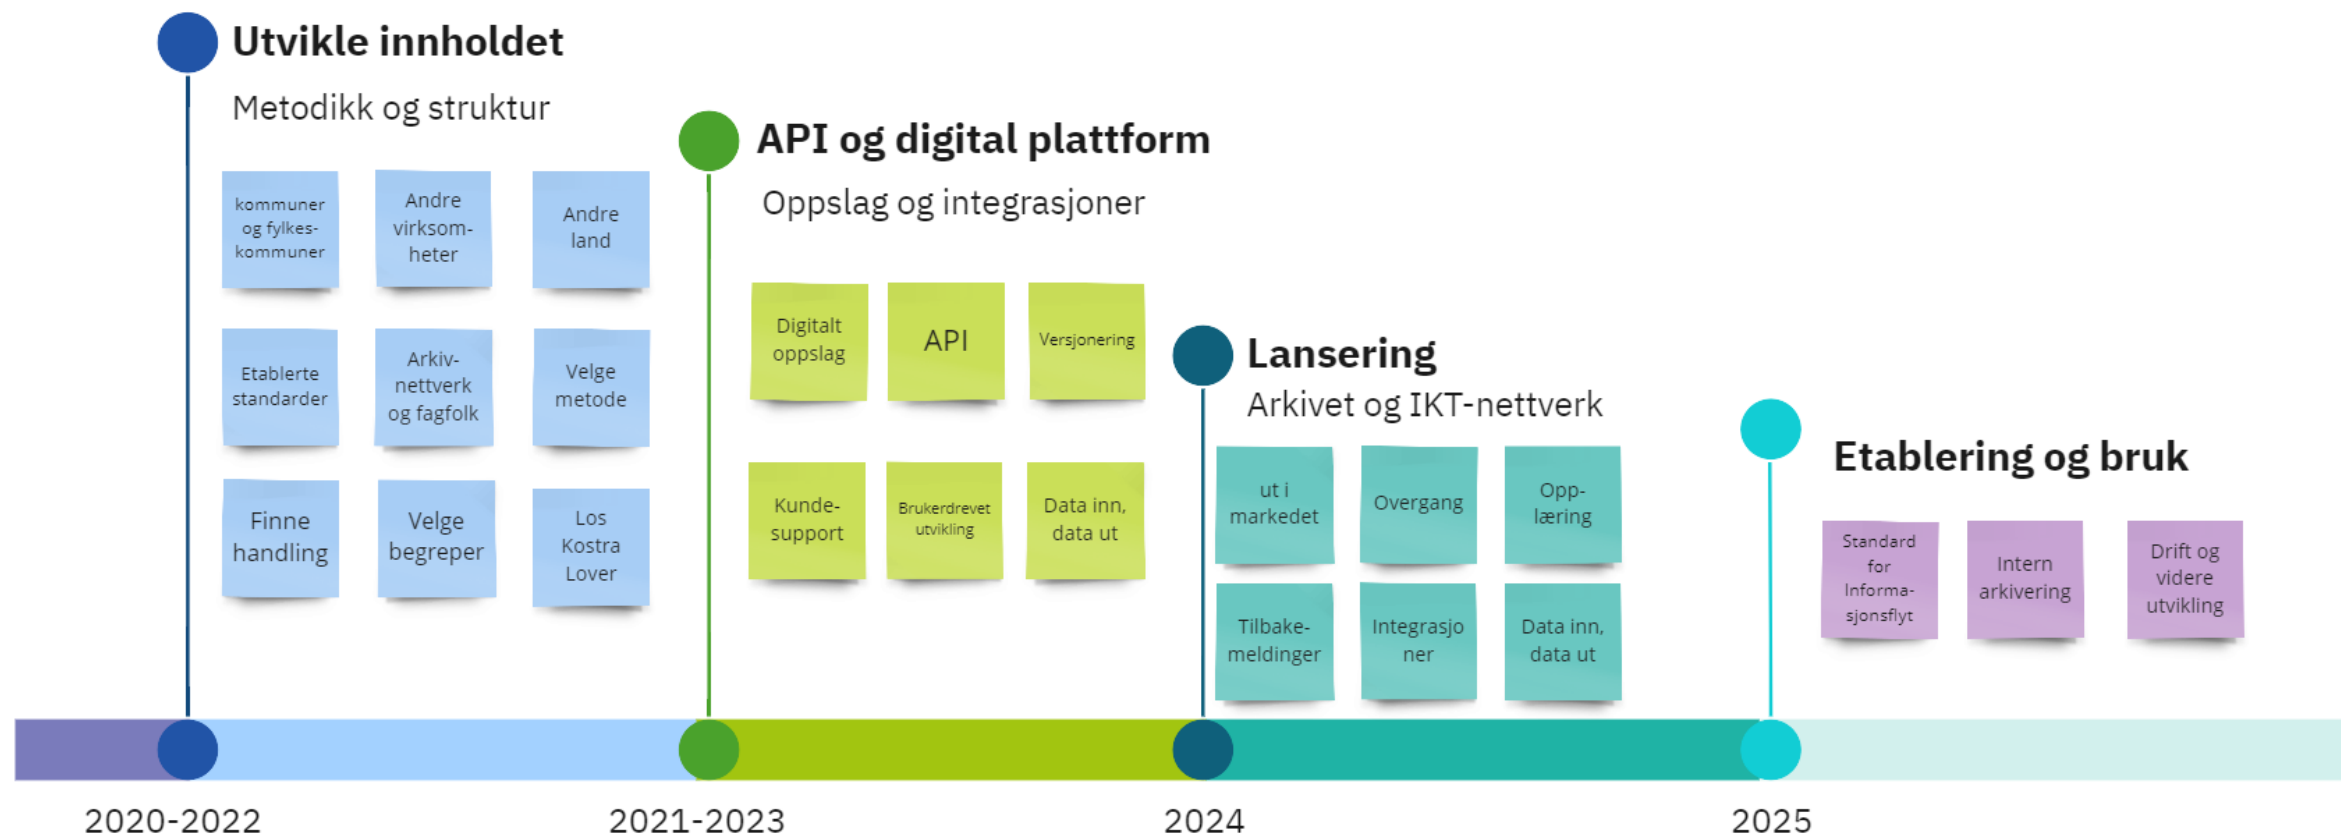 Utvikle innholdet
Metodikk og struktur
kommuner
og fylkes-
kommuner
Andre
virksom-
heter
Andre
land
Etablerte
standarder
Arkiv-
nettverk
og fagfolk
Velge
metode
Finne
handling
Velge
begreper
Los
Kostra
Lover
API og digital plattform
Oppslag og integrasjoner
Digitalt
oppslag
API
Versjonering
Kunde-
support
Brukerdrevet
utvikling
Data inn,
data ut
Lansering
Arkivet og IKT-nettverk
ut i
markedet
Overgang
Opp-
læring
Tilbake-
meldinger
Integrasjo
ner
Data inn,
data ut
Etablering og bruk
Standard
for
Informa-
sjonsflyt
Intern
arkivering
Drift og
videre
utvikling
2020-2022
2021-2023
2024
2025